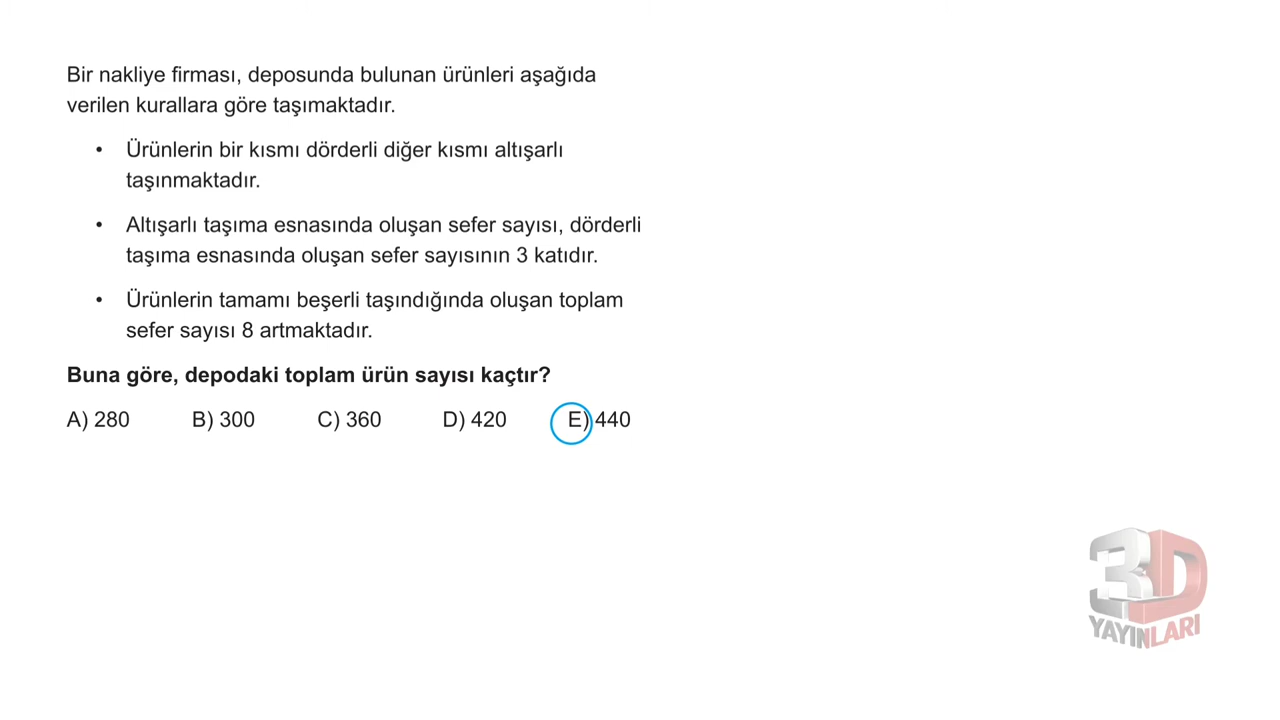 Bir nakliye firması, deposunda bulunan ürünleri aşağıda
verilen kurallara göre taşımaktadır.
• Ürünlerin bir kısmı dörderli diğer kısmı altışarlı
taşınmaktadır.
• Altışarlı taşıma esnasında oluşan sefer sayısı, dörderli
taşıma esnasında oluşan sefer sayısının 3 katıdır.
• Ürünlerin tamamı beşerli taşındığında oluşan toplam
sefer sayısı 8 artmaktadır.
Buna göre, depodaki toplam ürün sayısı kaçtır?
A) 280 B) 300 C) 360 D) 420 E) 440
3D
YAYINLARI